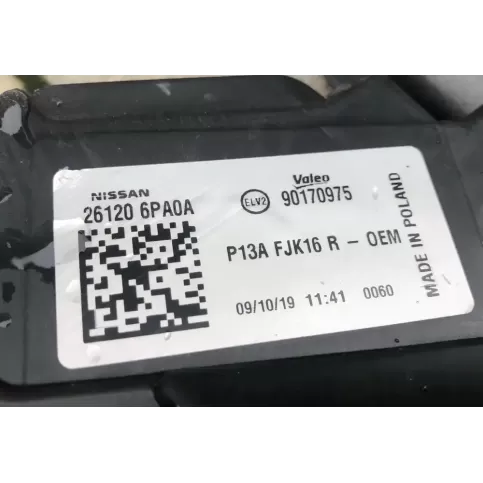 NISSAN
26120 6PA0A
ELV2
Valeo
90170975
P13A FJK16 R - OEM
09/10/19 11:41 0060
MADE IN POLAND